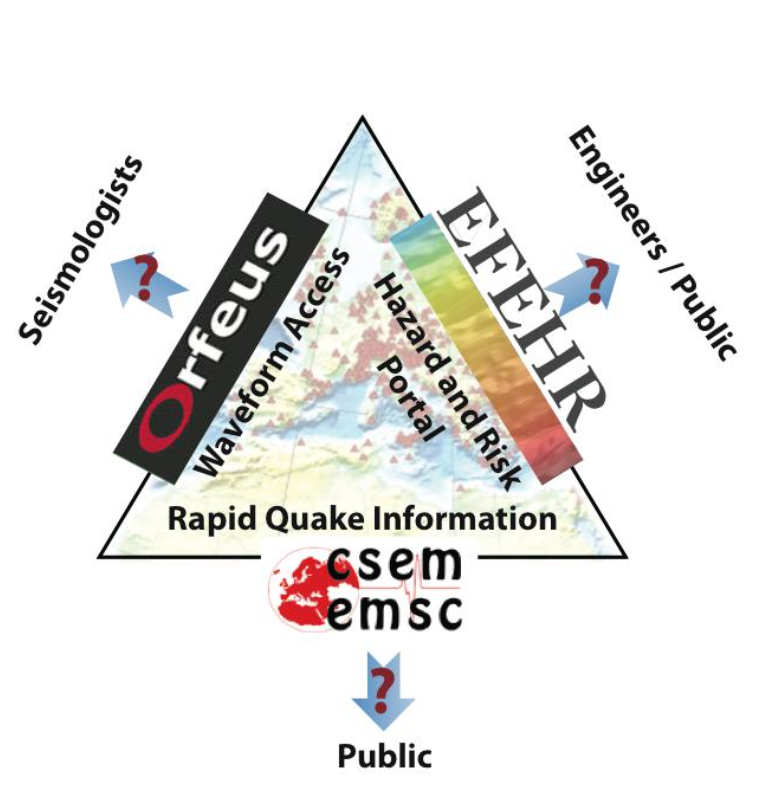 Seismologists
?
Orfeus
Waveform Access
EFEHR
Hazard and Risk
Portal
?
Engineers / Public
Rapid Quake Information
csem
emsc
?
Public